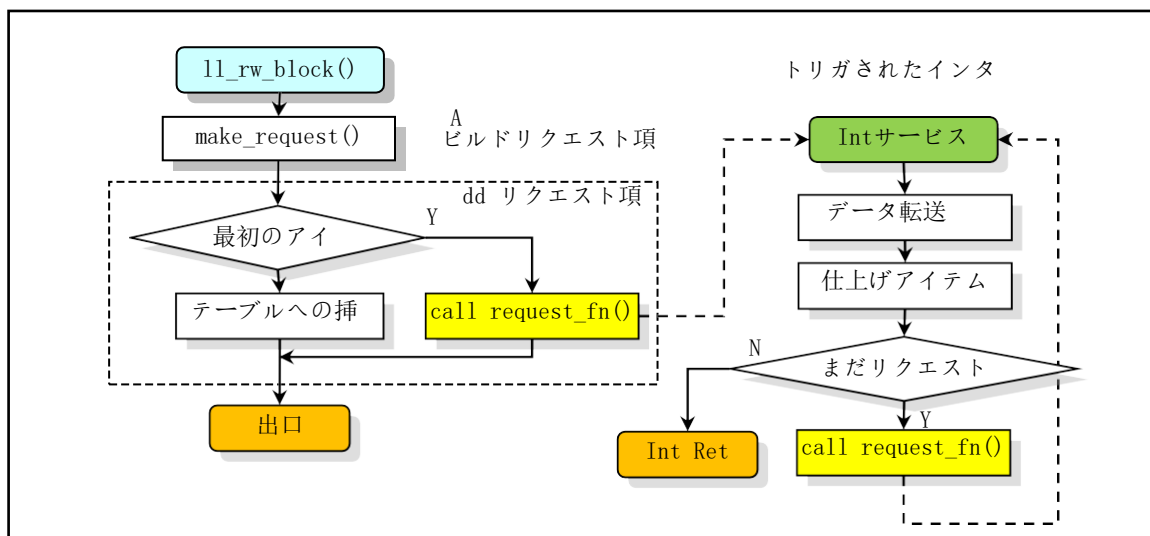 ll_rw_block()
make_request()
A
ビルドリクエスト項
dd リクエスト項
最初のアイ
Y
テーブルへの挿
call request_fn()
出口
トリガされたインタ
Intサービス
データ転送
仕上げアイテム
まだリクエスト
N
Y
Int Ret
call request_fn()